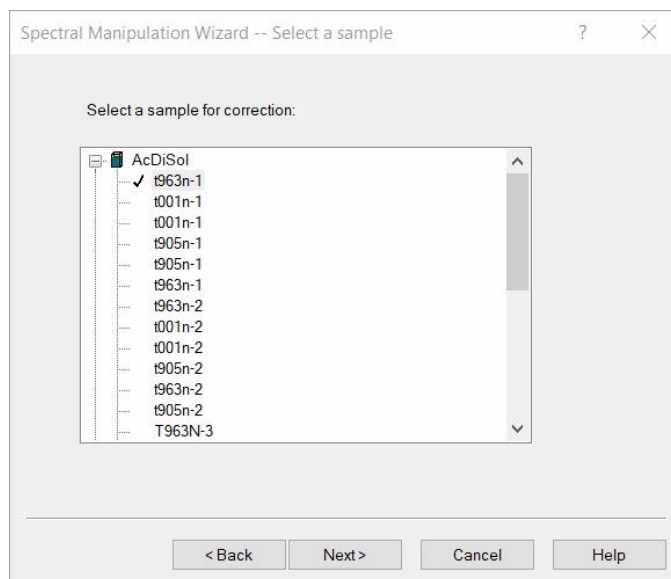 Spectral Manipulation Wizard -- Select a sample ?
Select a sample for correction:
AcDiSol
t963n-1
t001n-1
t001n-1
t905n-1
t905n-1
t963n-1
t963n-2
t001n-2
t001n-2
t905n-2
t963n-2
t905n-2
T963N-3
< Back Next > Cancel Help